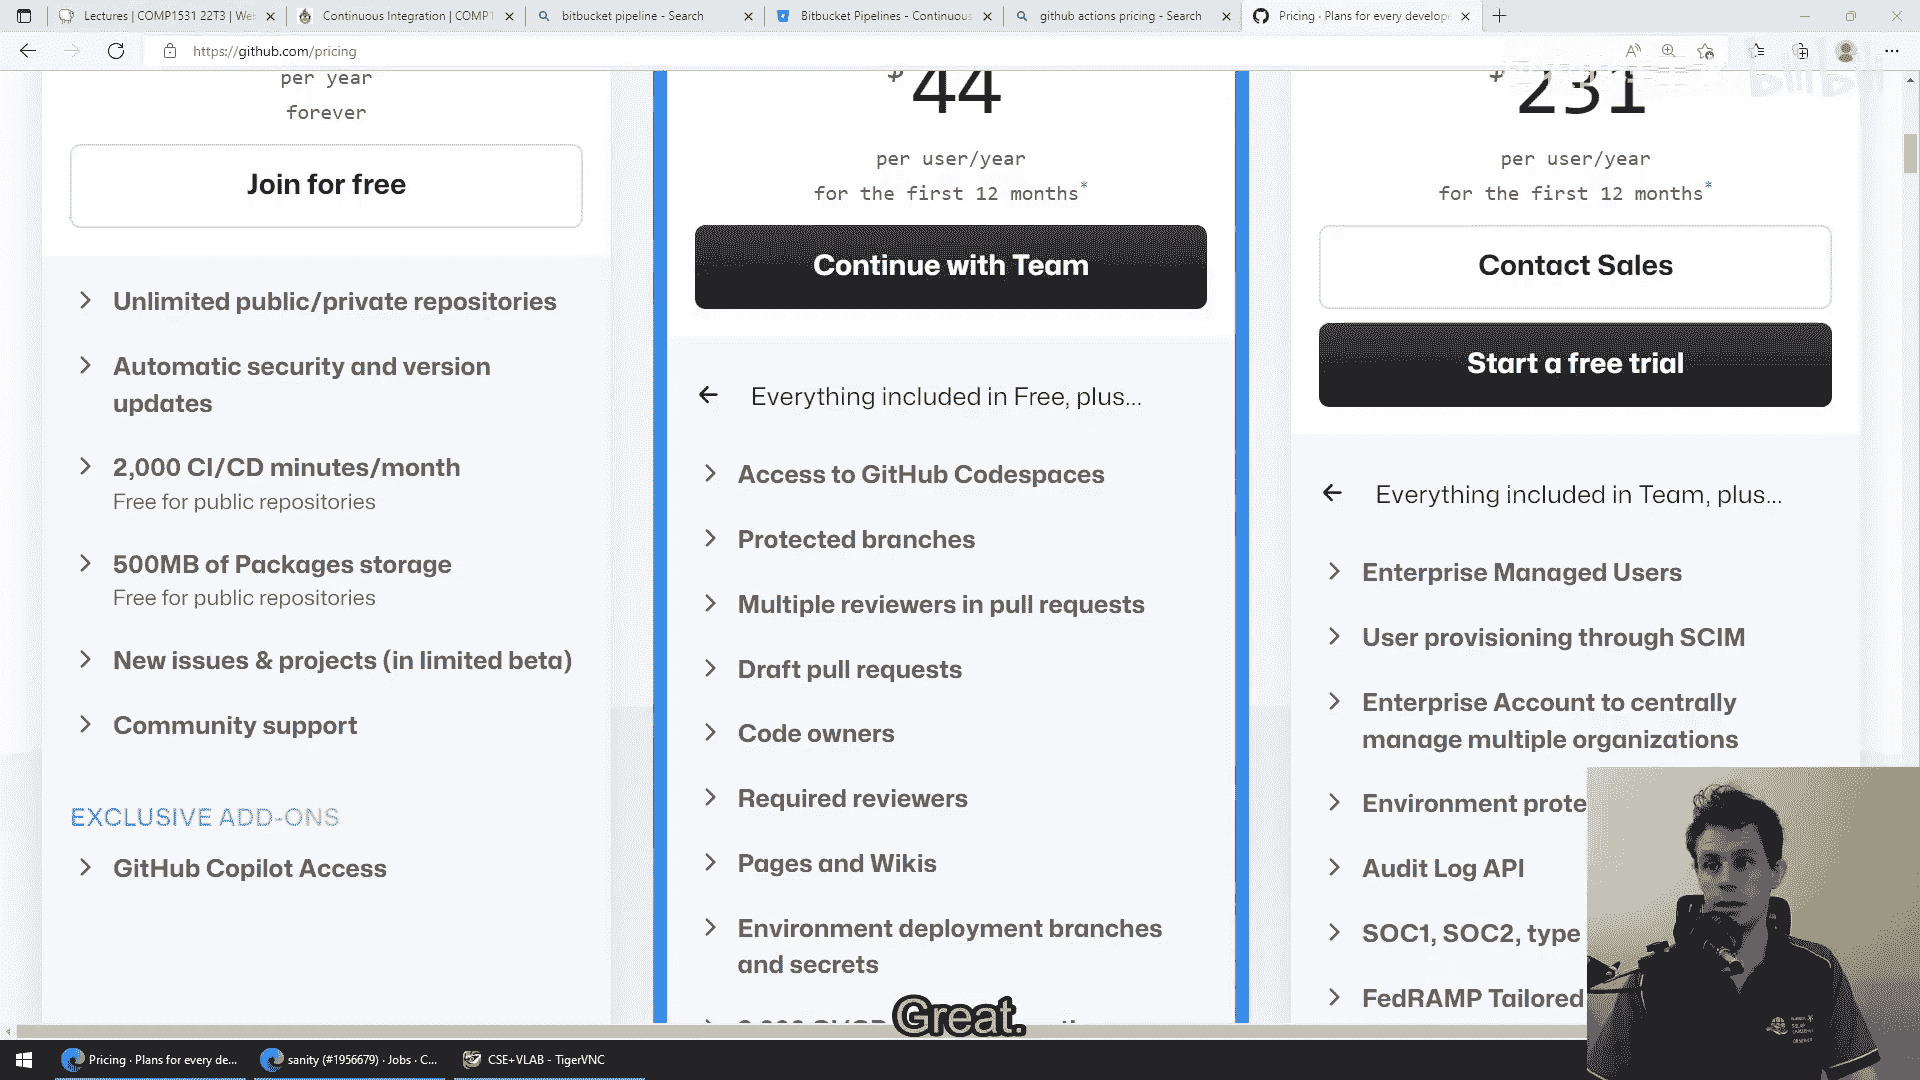 Lectures | COMP1531 22T3 | We
Continuous Integration | COMP1
bitbucket pipeline - Search
Bitbucket Pipelines - Continuous
github actions pricing - Search
Pricing · Plans for every develope
https://github.com/pricing
bilibili
per year
forever
Join for free
Unlimited public/private repositories
Automatic security and version
updates
2,000 CI/CD minutes/month
Free for public repositories
500MB of Packages storage
Free for public repositories
New issues & projects (in limited beta)
Community support
EXCLUSIVE ADD-ONS
GitHub Copilot Access
$44
per user/year
for the first 12 months*
Continue with Team
Everything included in Free, plus...
Access to GitHub Codespaces
Protected branches
Multiple reviewers in pull requests
Draft pull requests
Code owners
Required reviewers
Pages and Wikis
Environment deployment branches
and secrets
$231
per user/year
for the first 12 months*
Contact Sales
Start a free trial
Everything included in Team, plus...
Enterprise Managed Users
User provisioning through SCIM
Enterprise Account to centrally
manage multiple organizations
Environment prote
Audit Log API
SOC1, SOC2, type
FedRAMP Tailored
Great.
Pricing · Plans for every de...
sanity (#1956679) · Jobs · C...
CSE+VLAB - TigerVNC